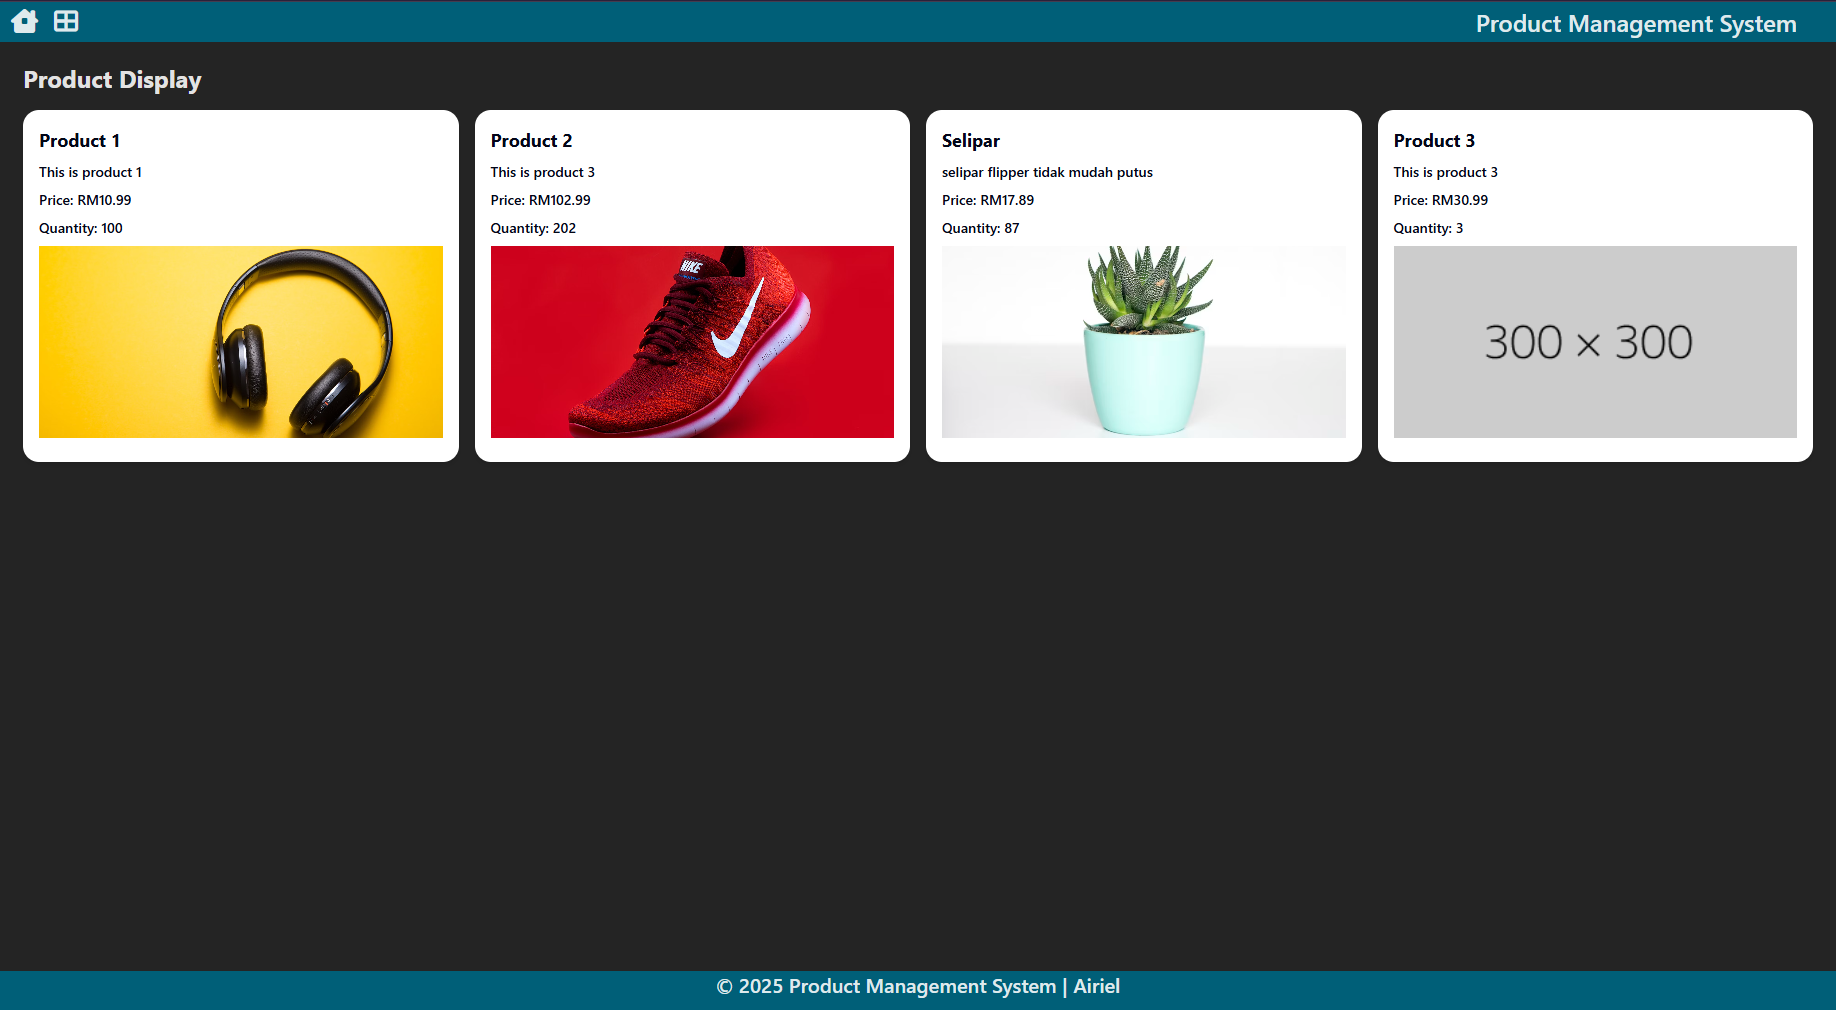 Product Management System
Product Display
Product 1
This is product 1
Price: RM10.99
Quantity: 100
Product 2
This is product 3
Price: RM102.99
Quantity: 202
NIKE
Selipar
selipar flipper tidak mudah putus
Price: RM17.89
Quantity: 87
Product 3
This is product 3
Price: RM30.99
Quantity: 3
300 × 300
© 2025 Product Management System | Airiel